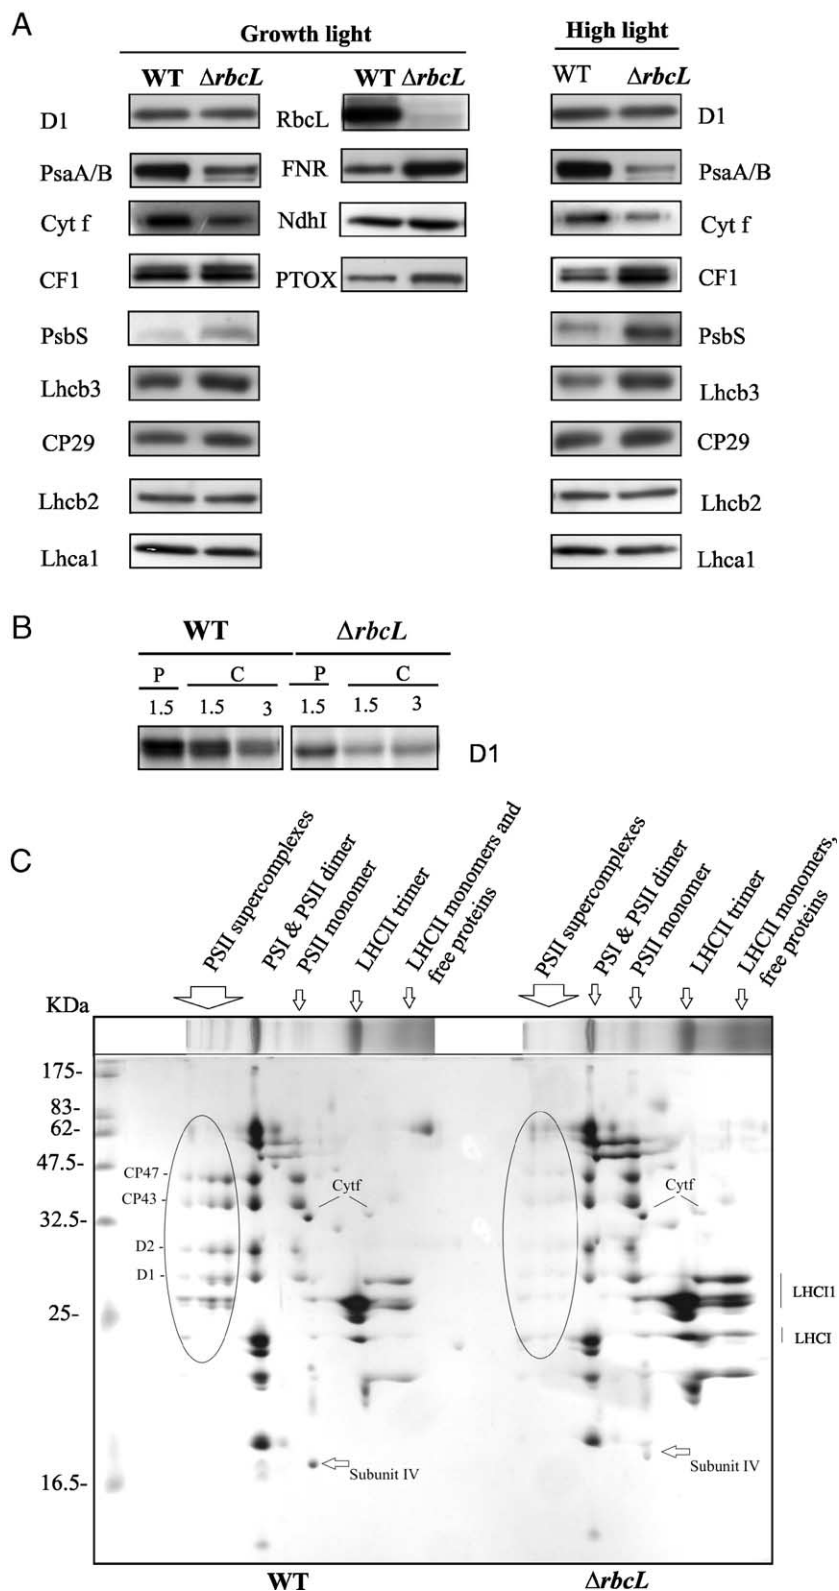 A
Growth light
High light
WT ΔrbcL
WT ΔrbcL
WT ΔrbcL
D1
RbcL
D1
PsaA/B
FNR
PsaA/B
Cyt f
NdhI
Cyt f
CF1
PTOX
CF1
PsbS
PsbS
Lhcb3
Lhcb3
CP29
CP29
Lhcb2
Lhcb2
Lhca1
Lhca1
B
WT ΔrbcL
P C P C
1.5 1.5 3 1.5 1.5 3
D1
C
PSII supercomplexes
PSI & PSII dimer
PSII monomer
LHCII trimer
LHCII monomers and
free proteins
PSII supercomplexes
PSI & PSII dimer
PSII monomer
LHCII trimer
LHCII monomers,
free proteins
KDa
175-
83-
62-
47.5-
32.5-
25-
16.5-
CP47
CP43
D2
D1
Cytf
Cytf
LHCI1
LHCI
Subunit IV
Subunit IV
WT
ΔrbcL